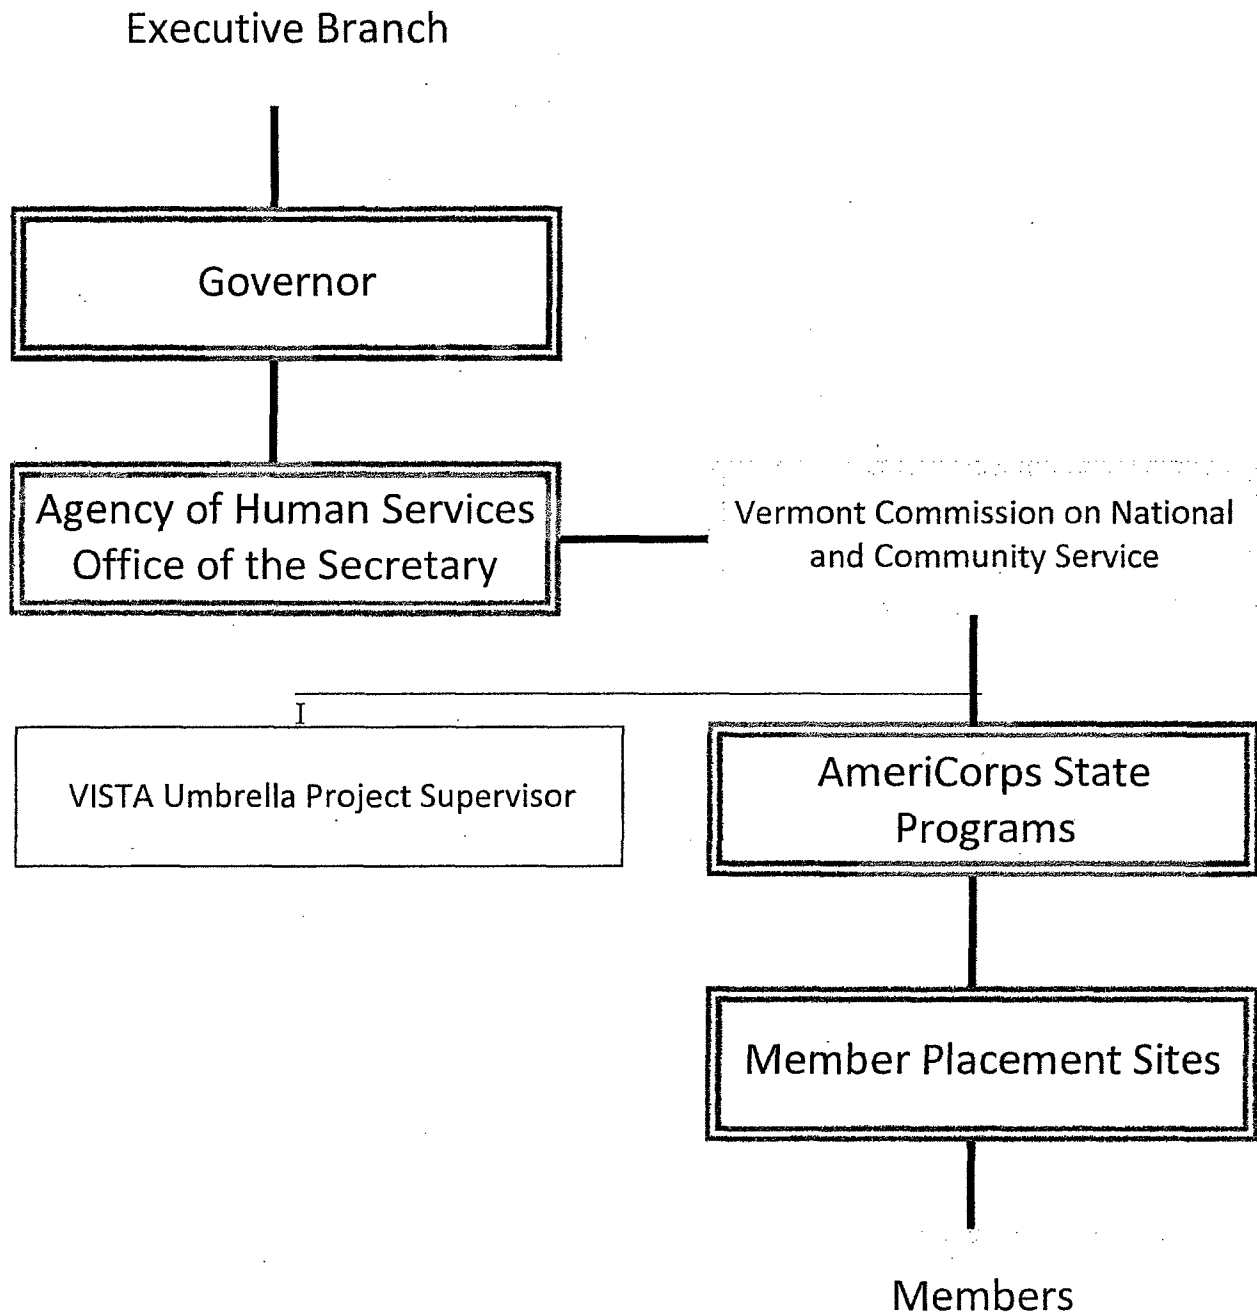 Executive Branch
Governor
Agency of Human Services
Office of the Secretary
Vermont Commission on National
and Community Service
VISTA Umbrella Project Supervisor
AmeriCorps State
Programs
Member Placement Sites
Members